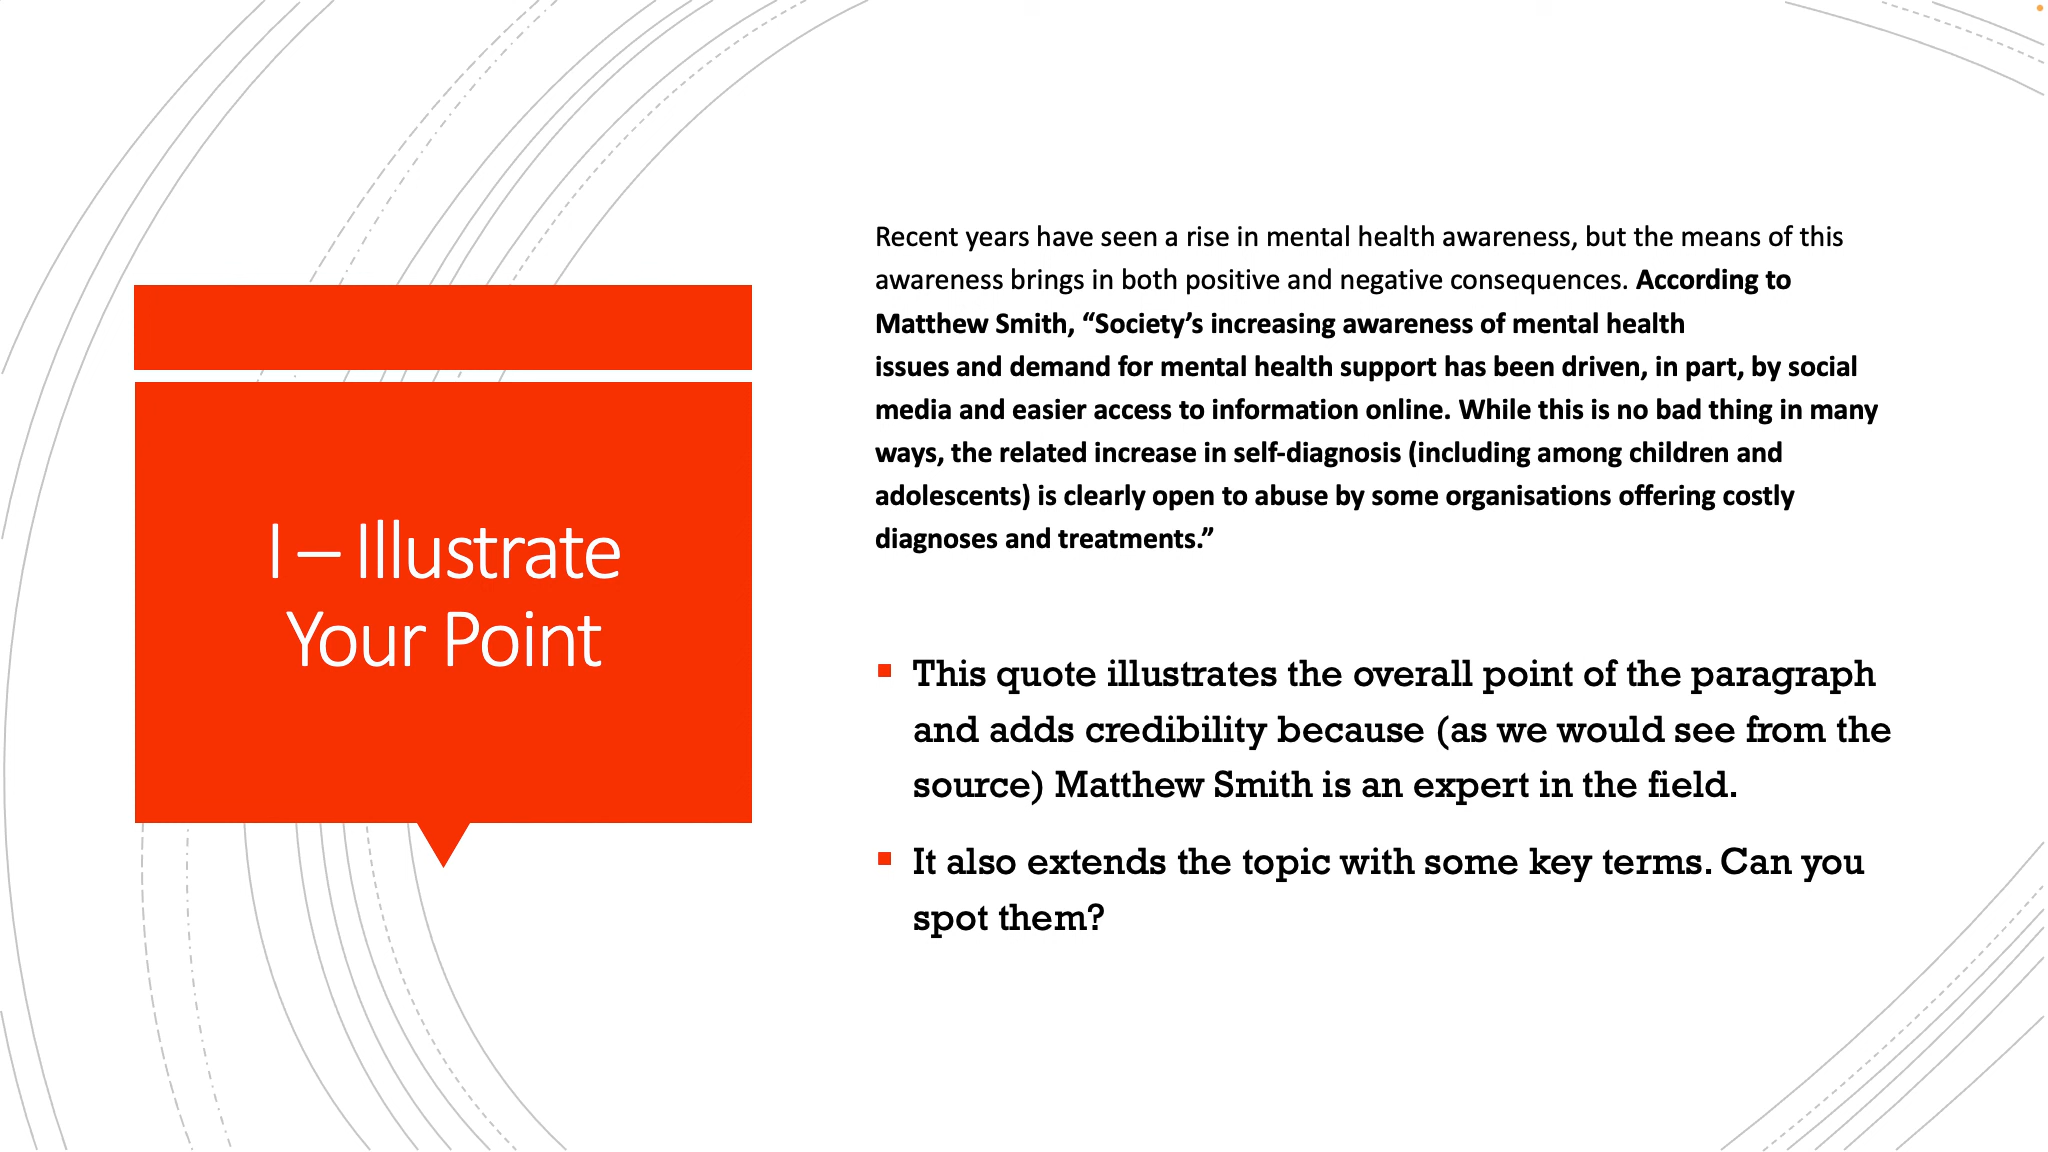 I – Illustrate
Your Point
Recent years have seen a rise in mental health awareness, but the means of this
awareness brings in both positive and negative consequences. According to
Matthew Smith, “Society’s increasing awareness of mental health
issues and demand for mental health support has been driven, in part, by social
media and easier access to information online. While this is no bad thing in many
ways, the related increase in self-diagnosis (including among children and
adolescents) is clearly open to abuse by some organisations offering costly
diagnoses and treatments.”
▪ This quote illustrates the overall point of the paragraph
and adds credibility because (as we would see from the
source) Matthew Smith is an expert in the field.
▪ It also extends the topic with some key terms. Can you
spot them?